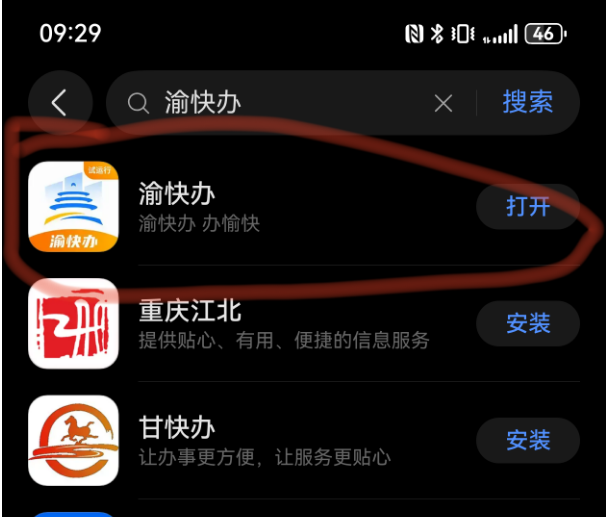 09:29
46
渝快办
搜索
试运行
渝快办
渝快办
渝快办 办愉快
打开
重庆江北
提供贴心、有用、便捷的信息服务
安装
甘快办
让办事更方便，让服务更贴心
安装